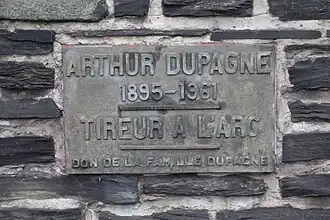 ARTHUR DUPAGNE
1895-1961
TIREUR A L'ARC
DON DE LA FAMILLE DUPAGNE